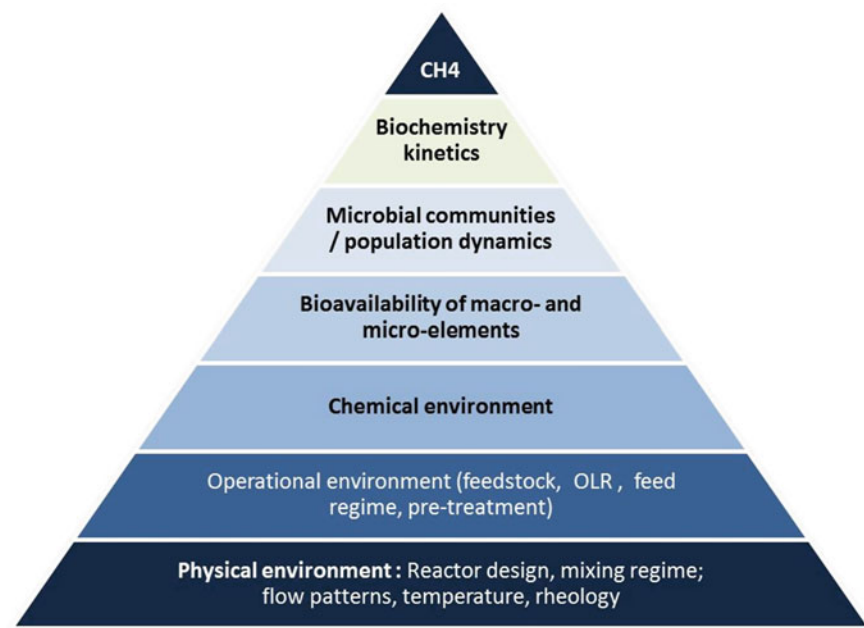 CH4
Biochemistry
kinetics
Microbial communities
/ population dynamics
Bioavailability of macro- and
micro-elements
Chemical environment
Operational environment (feedstock, OLR , feed
regime, pre-treatment)
Physical environment : Reactor design, mixing regime;
flow patterns, temperature, rheology